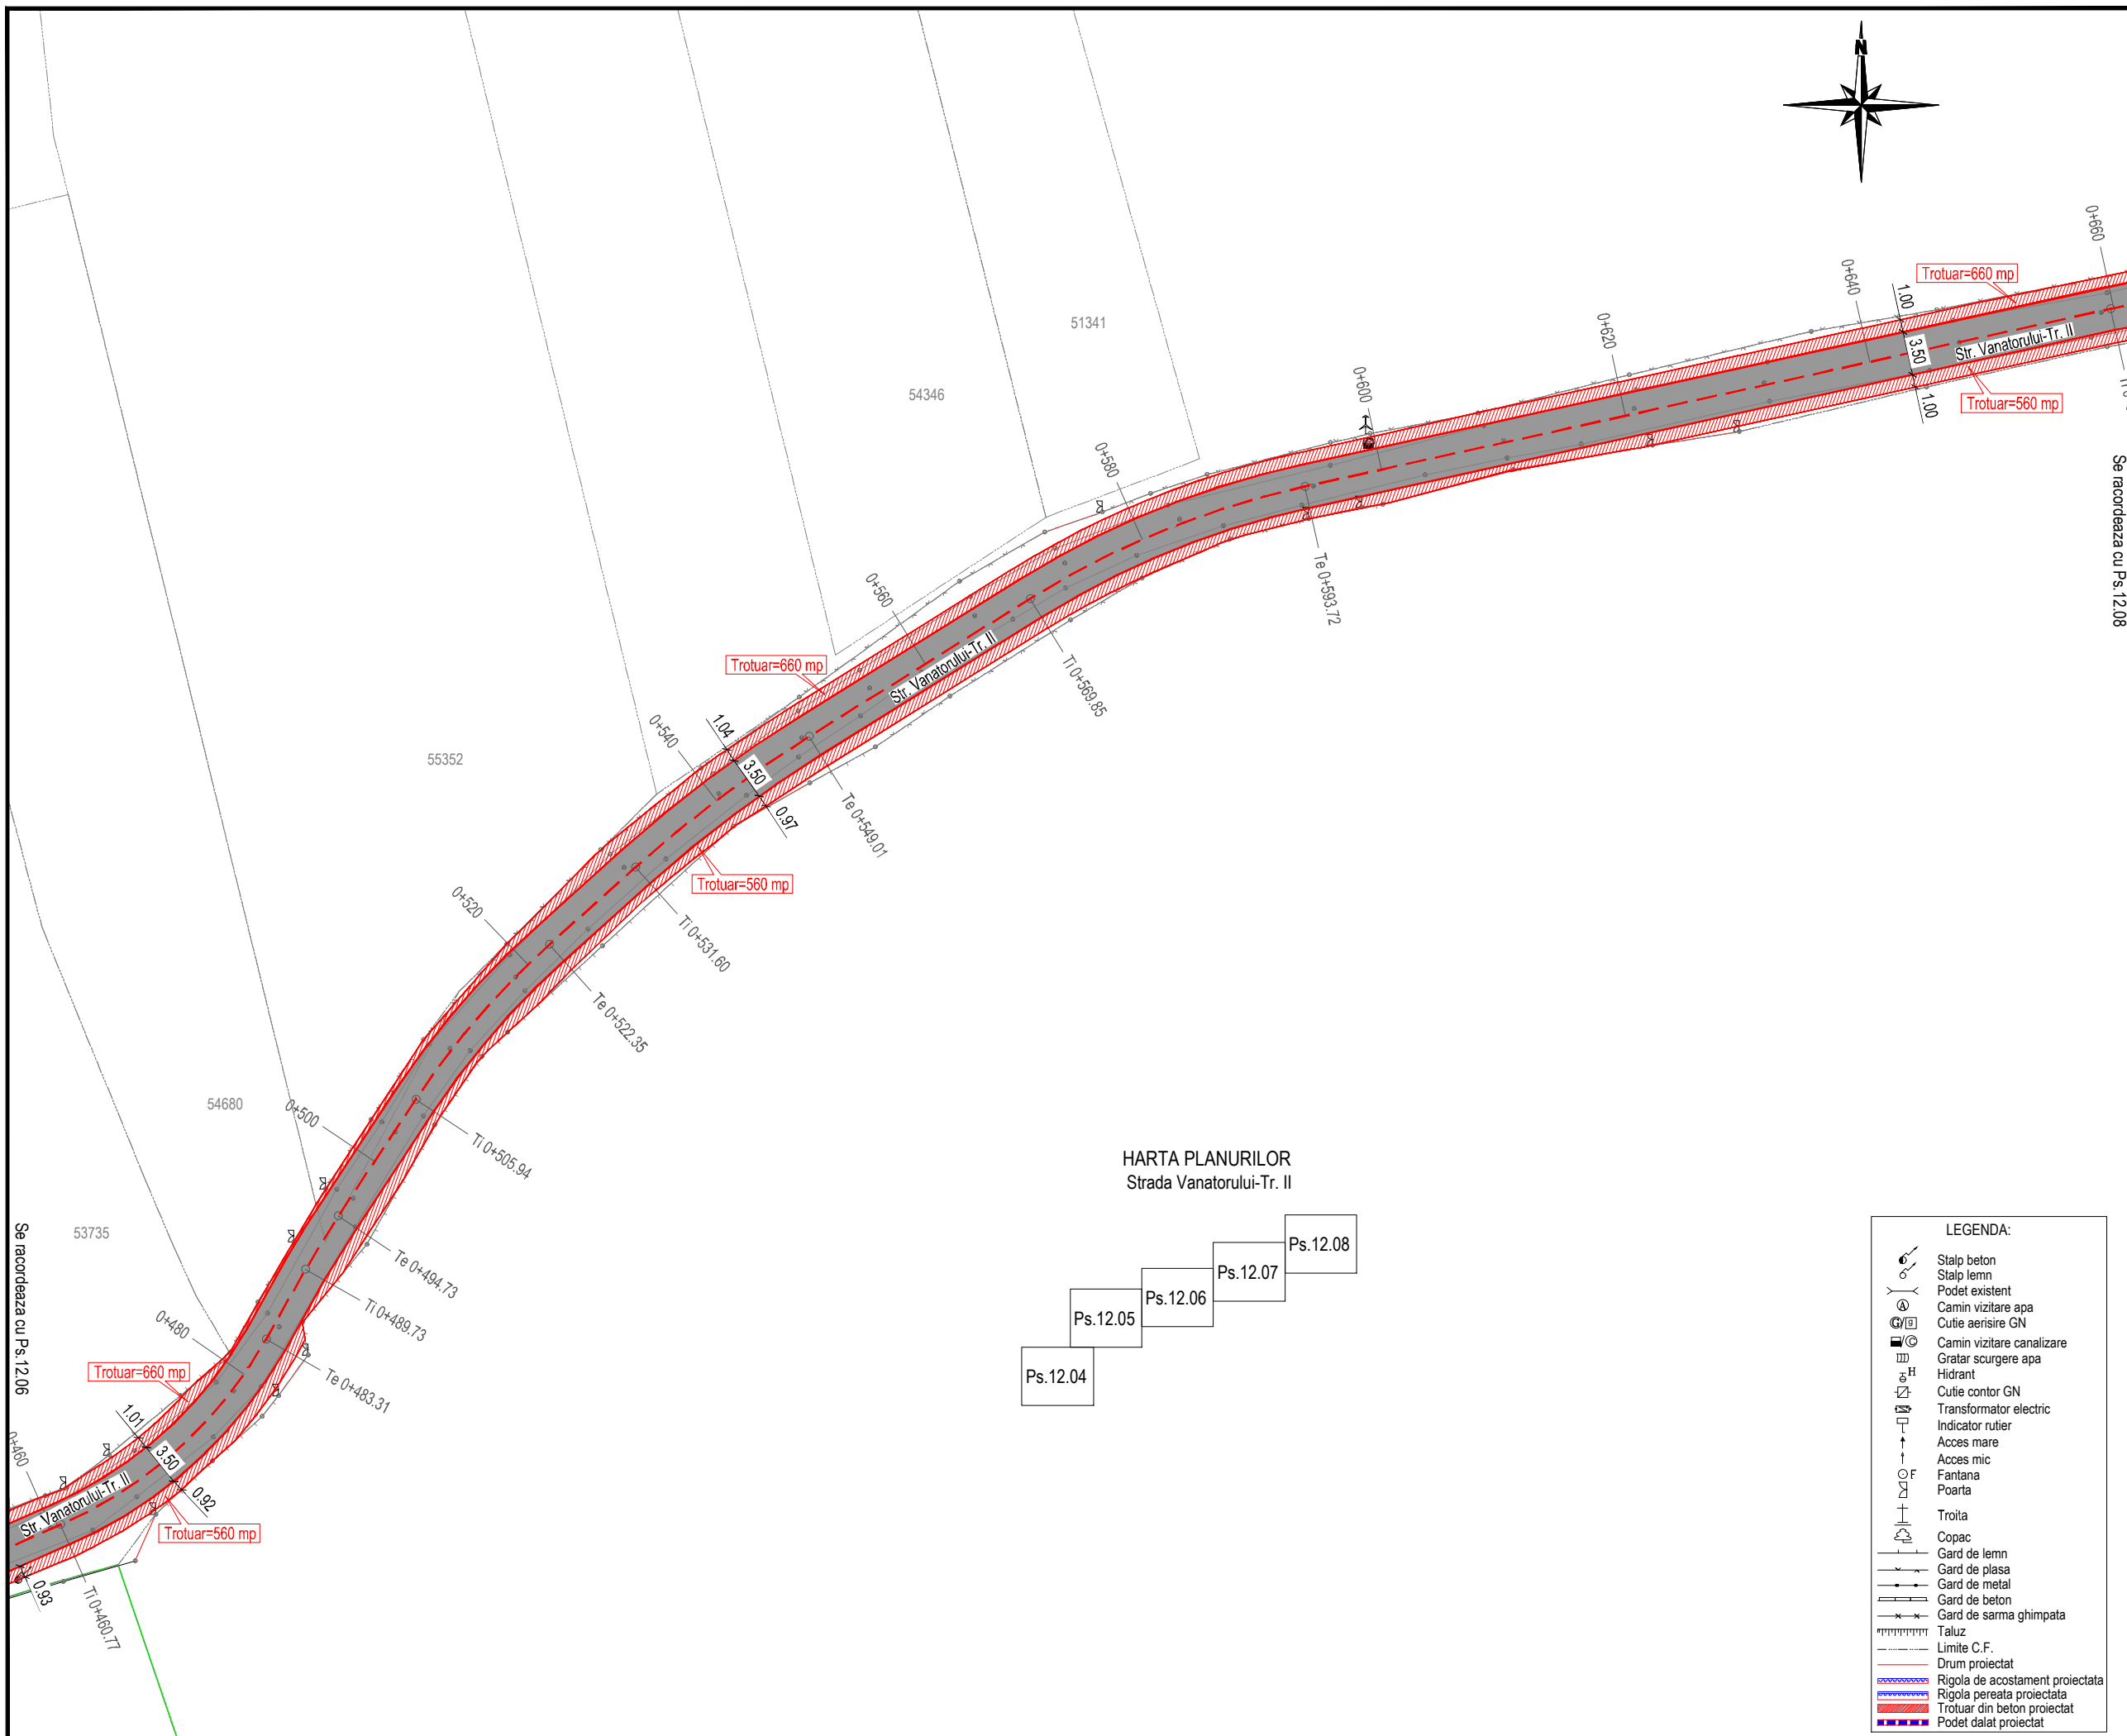 N
0+660
Trotuar=660 mp
0+640
1.00
3.50
Str. Vanatorului-Tr. II
1.00
Trotuar=560 mp
0+620
51341
0+600
54346
0+580
Se racordeaza cu Ps.12.08
Te 0+593.72
0+560
Str. Vanatorului-Tr. II
Ti 0+569.85
Trotuar=660 mp
1.04
0+540
3.50
0.97
55352
Te 0+549.01
Trotuar=560 mp
0+520
Ti 0+531.60
Te 0+522.35
54680
0+500
Ti 0+505.94
53735
Te 0+494.73
Ti 0+489.73
0+480
Te 0+483.31
Se racordeaza cu Ps.12.06
Trotuar=660 mp
1.01
3.50
0.92
0+460
Str. Vanatorului-Tr. II
Trotuar=560 mp
0.93
Ti 0+460.77
HARTA PLANURILOR
Strada Vanatorului-Tr. II
Ps.12.08
Ps.12.07
Ps.12.06
Ps.12.05
Ps.12.04
LEGENDA:
Stalp beton
Stalp lemn
Podet existent
A Camin vizitare apa
G/g Cutie aerisire GN
/C Camin vizitare canalizare
Gratar scurgere apa
H Hidrant
Cutie contor GN
Transformator electric
Indicator rutier
Acces mare
Acces mic
F Fantana
Poarta
Troita
Copac
Gard de lemn
Gard de plasa
Gard de metal
Gard de beton
Gard de sarma ghimpata
Taluz
Limite C.F.
Drum proiectat
Rigola de acostament proiectata
Rigola pereata proiectata
Trotuar din beton proiectat
Podet dalat proiectat